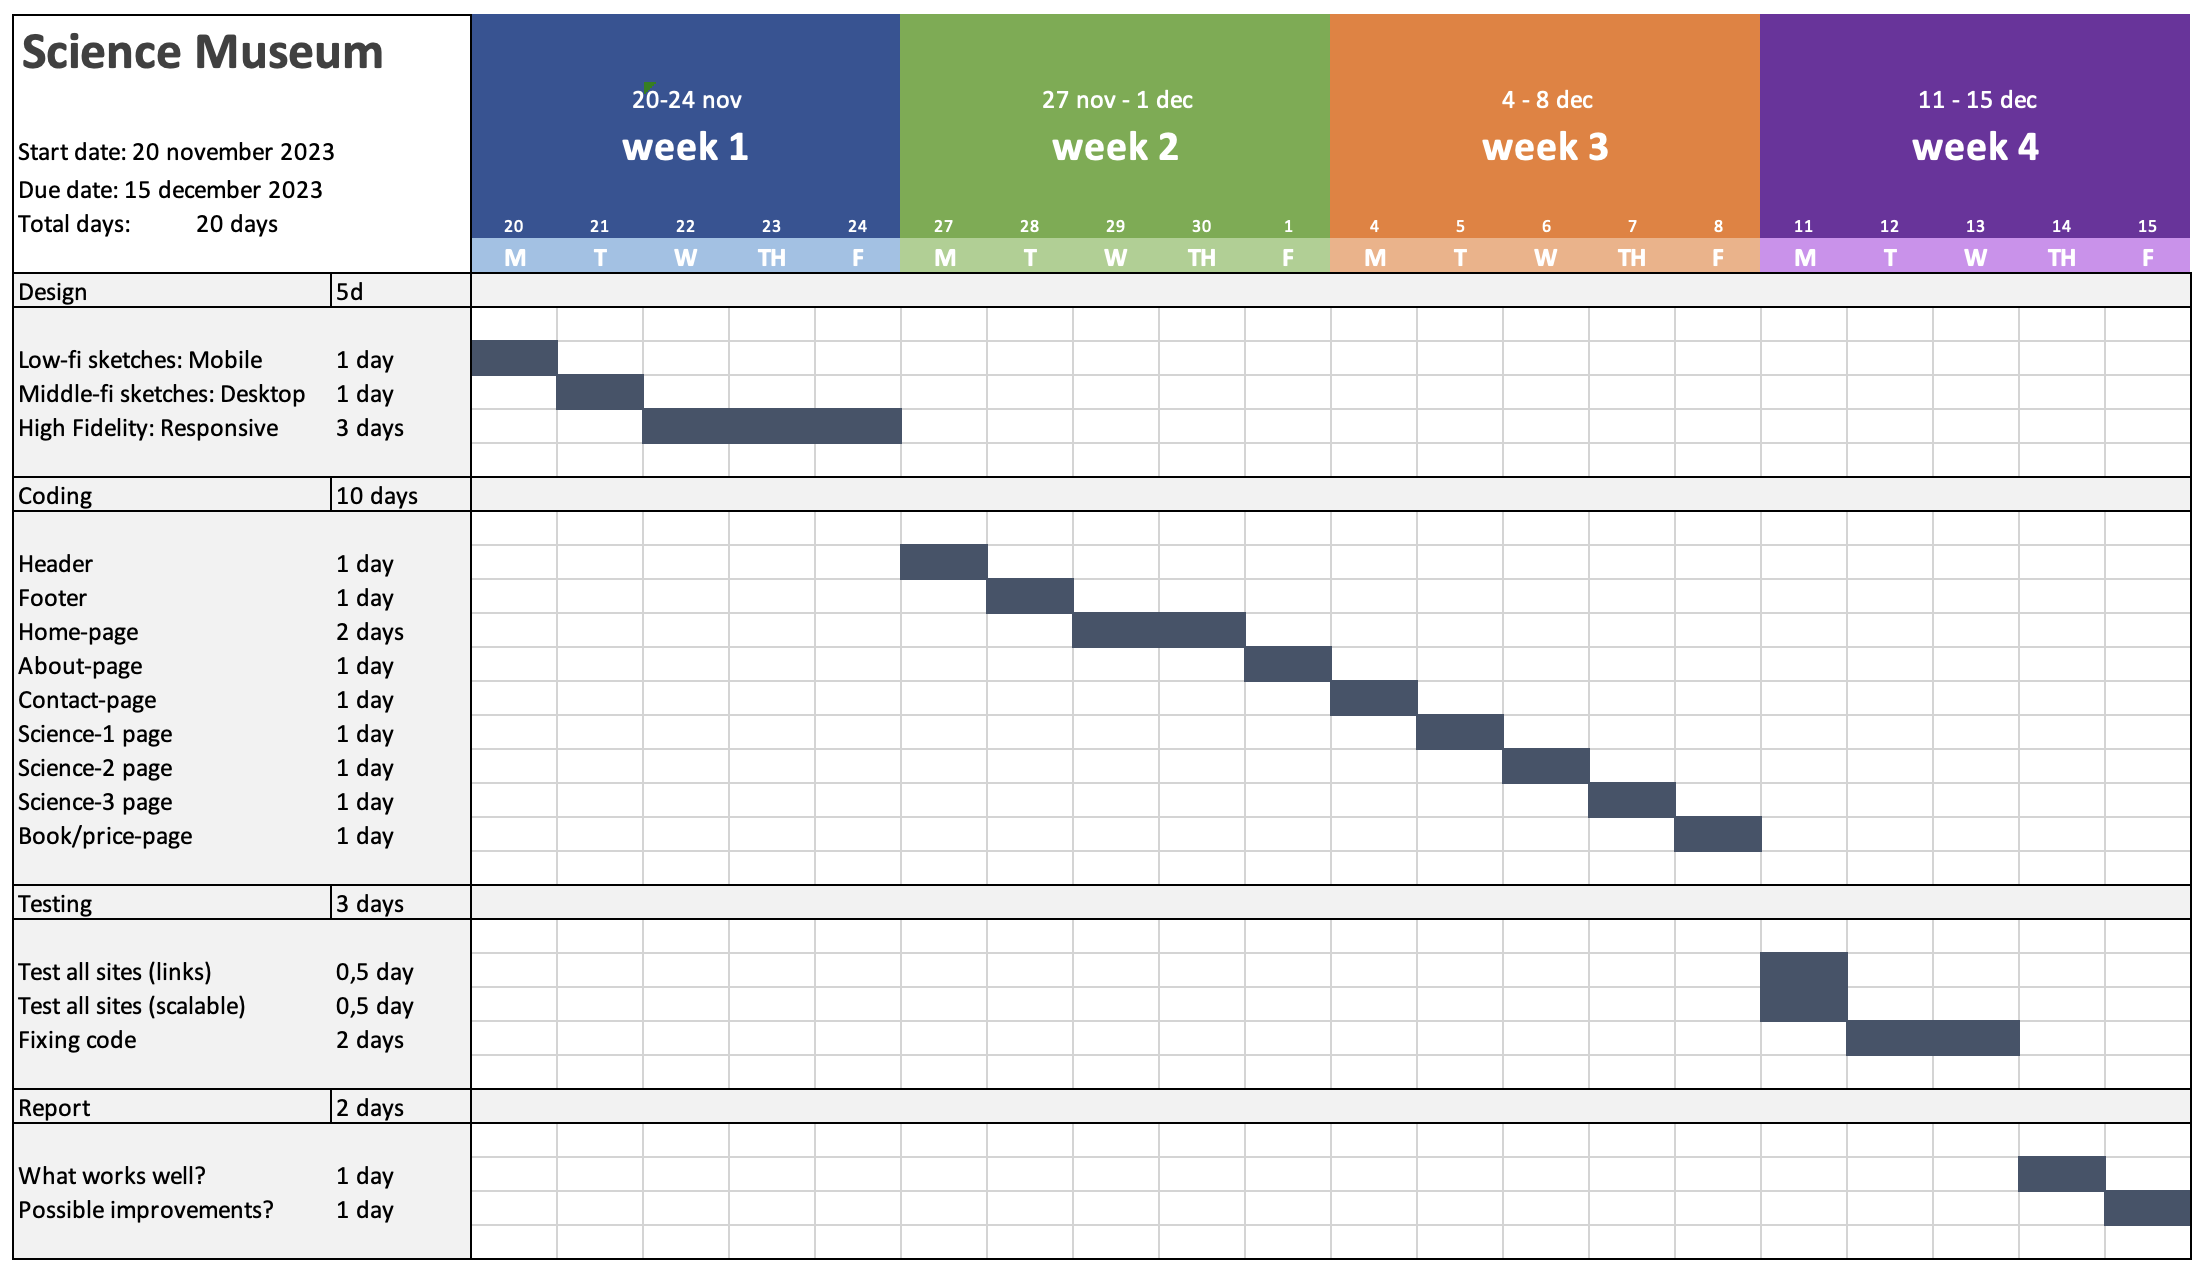 Science Museum
Start date: 20 november 2023
Due date: 15 december 2023
Total days: 20 days
20-24 nov
week 1
27 nov - 1 dec
week 2
4 - 8 dec
week 3
11 - 15 dec
week 4
20 21 22 23 24 27 28 29 30 1 4 5 6 7 8 11 12 13 14 15
M T W TH F M T W TH F M T W TH F M T W TH F
Design 5d
Low-fi sketches: Mobile 1 day
Middle-fi sketches: Desktop 1 day
High Fidelity: Responsive 3 days
Coding 10 days
Header 1 day
Footer 1 day
Home-page 2 days
About-page 1 day
Contact-page 1 day
Science-1 page 1 day
Science-2 page 1 day
Science-3 page 1 day
Book/price-page 1 day
Testing 3 days
Test all sites (links) 0,5 day
Test all sites (scalable) 0,5 day
Fixing code 2 days
Report 2 days
What works well? 1 day
Possible improvements? 1 day